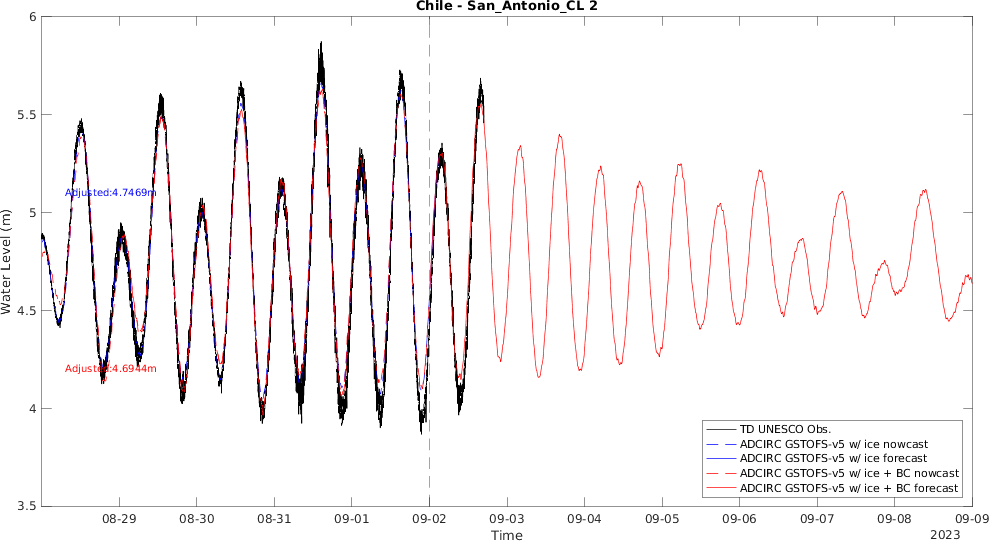 Chile - San_Antonio_CL 2
6
5.5
5
4.5
4
3.5
Water Level (m)
Adjusted:4.7469m
Adjusted:4.6944m
TD UNESCO Obs.
ADCIRC GSTOFS-v5 w/ ice nowcast
ADCIRC GSTOFS-v5 w/ ice forecast
ADCIRC GSTOFS-v5 w/ ice + BC nowcast
ADCIRC GSTOFS-v5 w/ ice + BC forecast
08-29 08-30 08-31 09-01 09-02 09-03 09-04 09-05 09-06 09-07 09-08 09-09
Time
2023